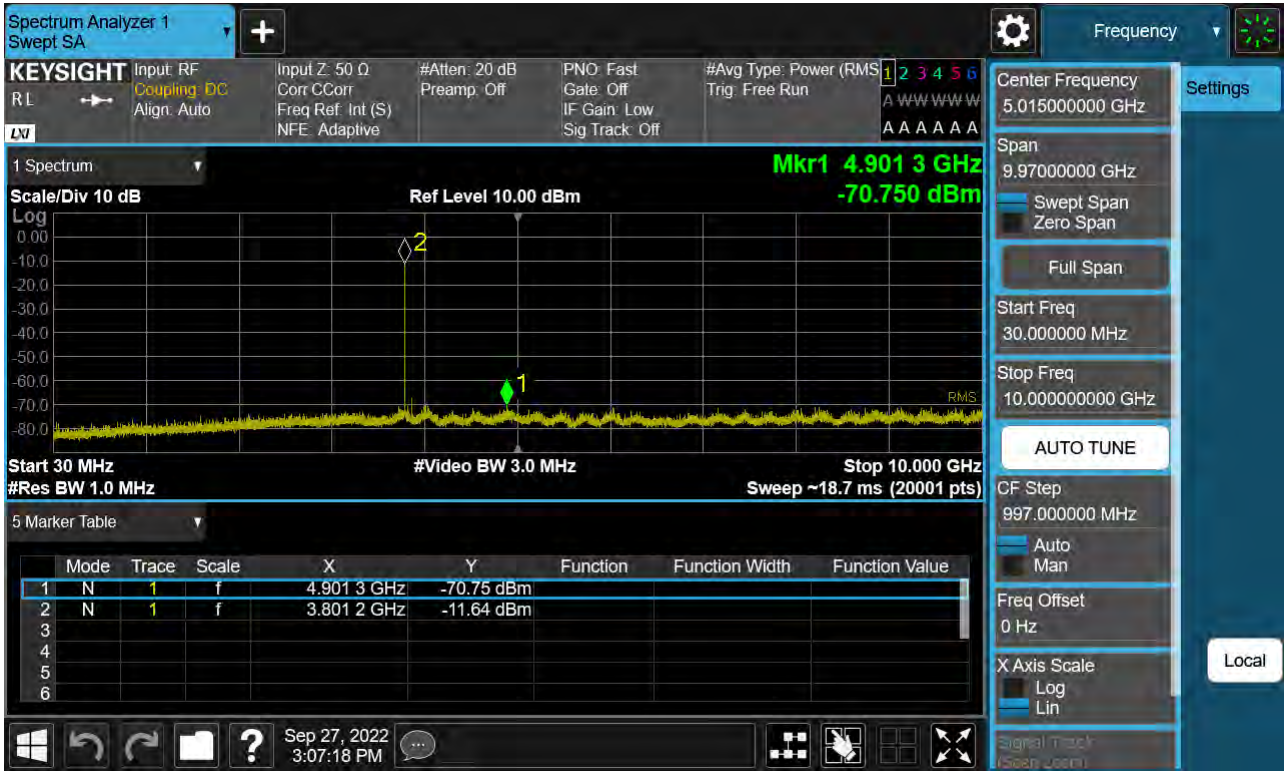 Spectrum Analyzer 1
Swept SA
+
Frequency
KEYSIGHT
RL
LXI
Input: RF
Coupling: DC
Align: Auto
Input Z: 50 Ω
Corr CCorr
Freq Ref: Int (S)
NFE: Adaptive
#Atten: 20 dB
Preamp: Off
PNO: Fast
Gate: Off
IF Gain: Low
Sig Track: Off
#Avg Type: Power (RMS
Trig: Free Run
1 2 3 4 5 6
A W W W W W
A A A A A A
1 Spectrum
Scale/Div 10 dB
Ref Level 10.00 dBm
Mkr1 4.901 3 GHz
-70.750 dBm
Log
0.00
-10.0
-20.0
-30.0
-40.0
-50.0
-60.0
-70.0
-80.0
2
1
RMS
Start 30 MHz
#Video BW 3.0 MHz
Stop 10.000 GHz
#Res BW 1.0 MHz
Sweep ~18.7 ms (20001 pts)
5 Marker Table
Mode Trace Scale X Y Function Function Width Function Value
1 N 1 f 4.901 3 GHz -70.75 dBm
2 N 1 f 3.801 2 GHz -11.64 dBm
3
4
5
6
Sep 27, 2022
3:07:18 PM
?
Center Frequency
5.015000000 GHz
Settings
Span
9.97000000 GHz
Swept Span
Zero Span
Full Span
Start Freq
30.000000 MHz
Stop Freq
10.000000000 GHz
AUTO TUNE
CF Step
997.000000 MHz
Auto
Man
Freq Offset
0 Hz
X Axis Scale
Log
Lin
Local
Signal Track
(Span Zoom)